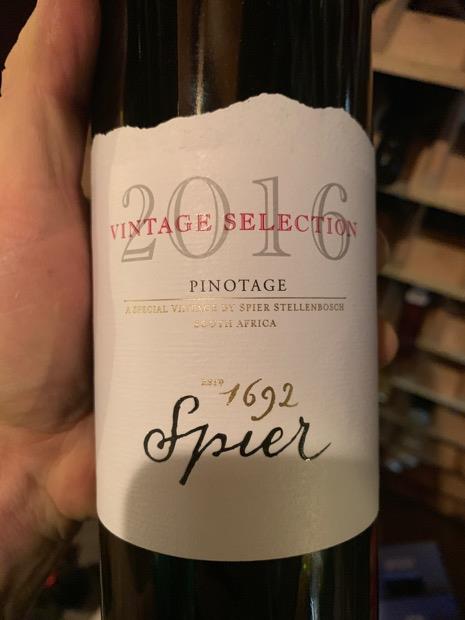 2016
VINTAGE SELECTION
PINOTAGE
A SPECIAL VINTAGE BY SPIER STELLENBOSCH
SOUTH AFRICA
ESTD 1692
Spier